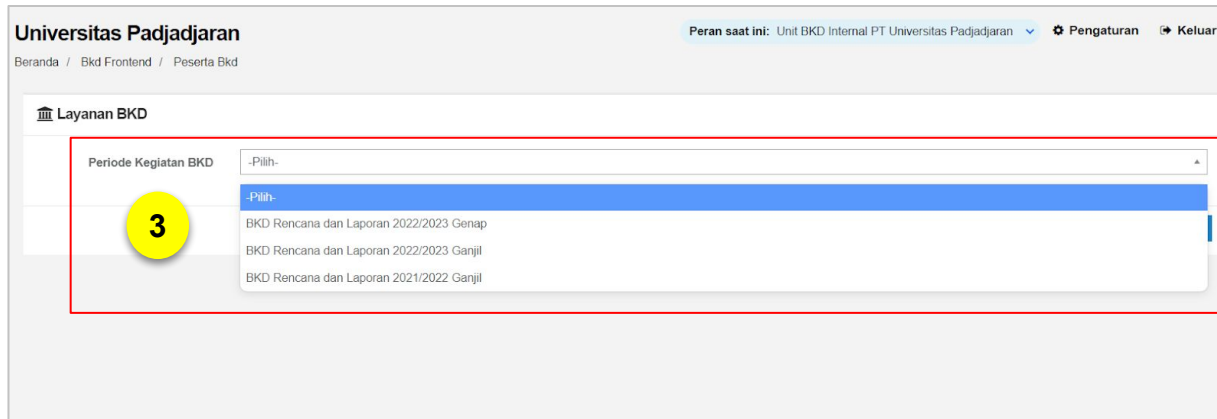 Universitas Padjadjaran
Peran saat ini: Unit BKD Internal PT Universitas Padjadjaran
Pengaturan
Keluar
Beranda / Bkd Frontend / Peserta Bkd
Layanan BKD
Periode Kegiatan BKD
-Pilih-
-Pilih-
3
BKD Rencana dan Laporan 2022/2023 Genap
BKD Rencana dan Laporan 2022/2023 Ganjil
BKD Rencana dan Laporan 2021/2022 Ganjil